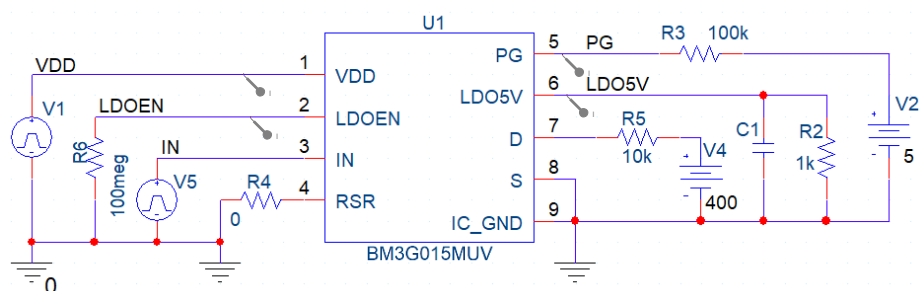 U1
VDD
1
VDD
V1
LDOEN
2
LDOEN
R6
100meg
IN
3
IN
V5
R4
0
4
RSR
0
BM3G015MUV
PG
5
PG
R3
100k
LDO5V
6
LDO5V
V2
5
D
7
R5
10k
V4
400
C1
R2
1k
S
8
IC_GND
9